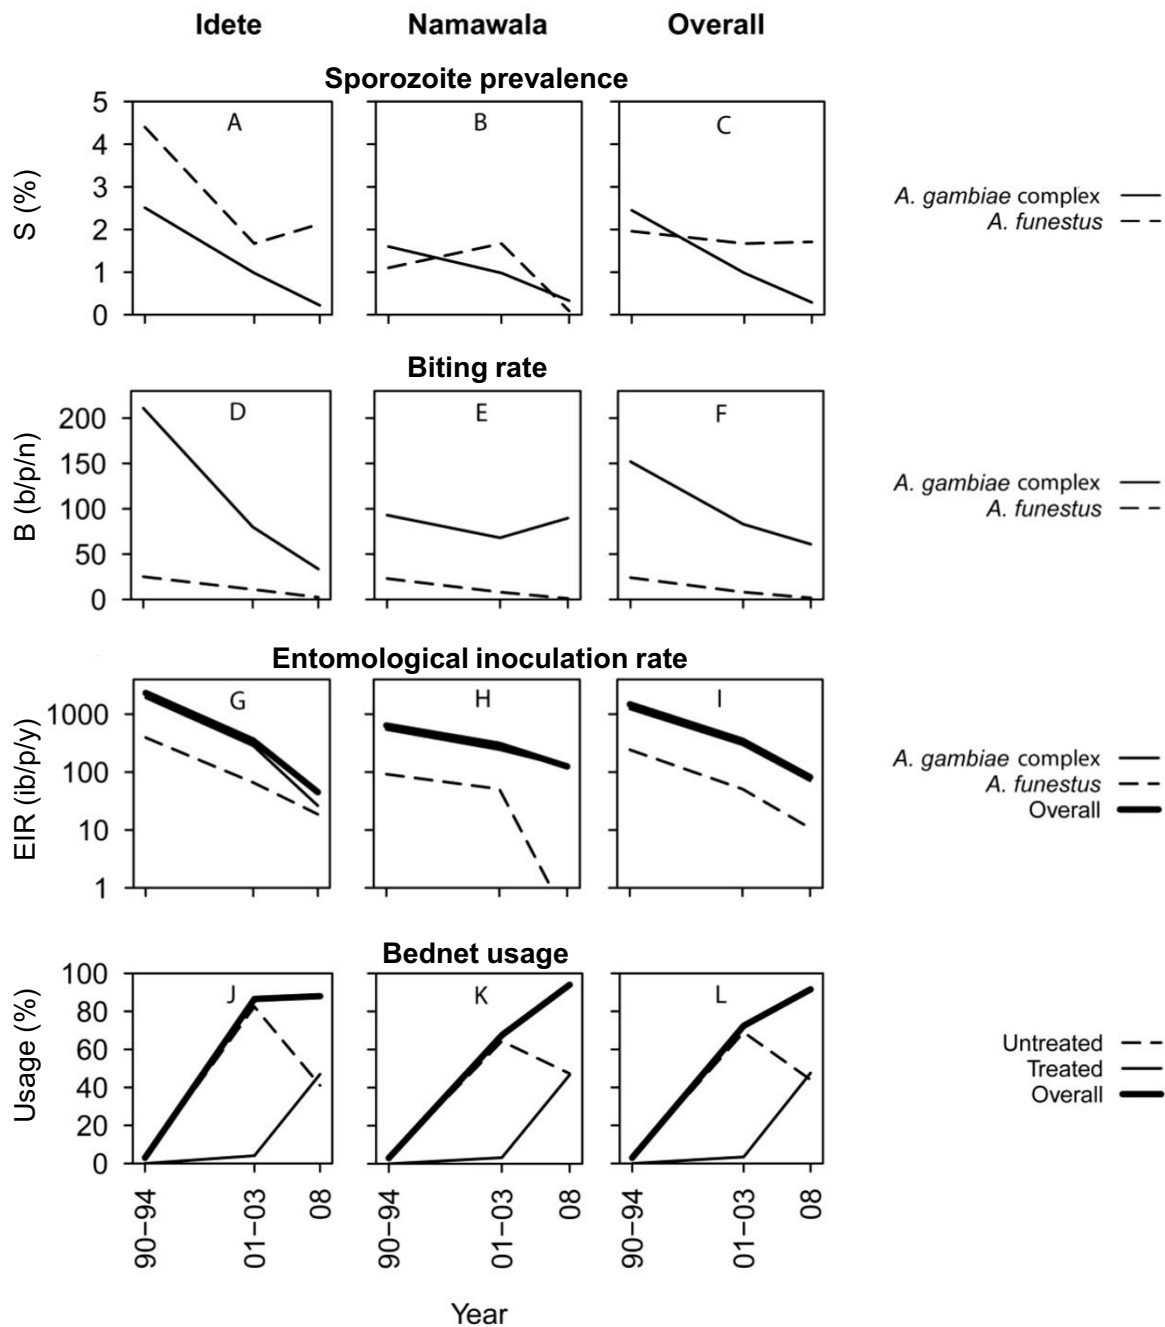 Idete Namawala Overall
Sporozoite prevalence
S (%)
5
4
3
2
1
0
A B C
A. gambiae complex
A. funestus
Biting rate
B (b/p/n)
200
150
100
50
0
D E F
A. gambiae complex
A. funestus
Entomological inoculation rate
EIR (ib/p/y)
1000
100
10
1
G H I
A. gambiae complex
A. funestus
Overall
Bednet usage
Usage (%)
100
80
60
40
20
0
J K L
Untreated
Treated
Overall
90–94 01–03 08 90–94 01–03 08 90–94 01–03 08
Year